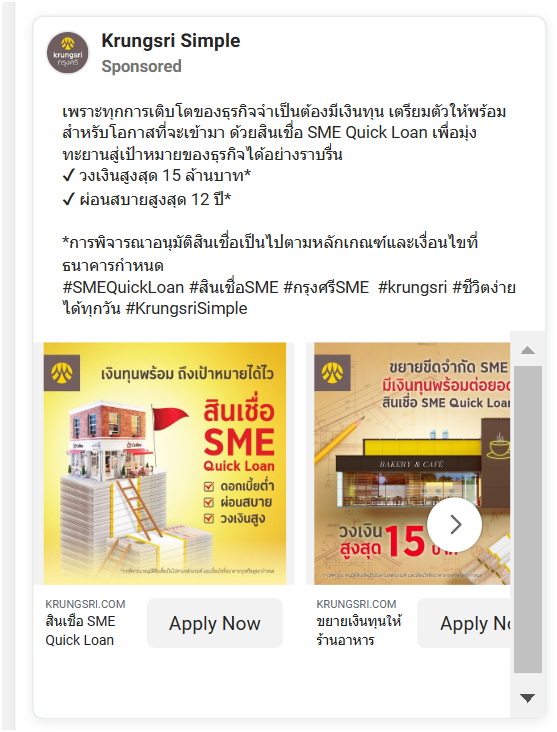 Krungsri Simple
Sponsored
krungsri
กรุงศรี
เพราะทุกการเติบโตของธุรกิจจำเป็นต้องมีเงินทุน เตรียมตัวให้พร้อม
สำหรับโอกาสที่จะเข้ามา ด้วยสินเชื่อ SME Quick Loan เพื่อมุ่ง
ทะยานสู่เป้าหมายของธุรกิจได้อย่างราบรื่น
✓ วงเงินสูงสุด 15 ล้านบาท*
✓ ผ่อนสบายสูงสุด 12 ปี*
*การพิจารณาอนุมัติสินเชื่อเป็นไปตามหลักเกณฑ์และเงื่อนไขที่
ธนาคารกำหนด
#SMEQuickLoan #สินเชื่อSME #กรุงศรีSME #krungsri #ชีวิตง่าย
ได้ทุกวัน #KrungsriSimple
เงินทุนพร้อม ถึงเป้าหมายได้ไว
สินเชื่อ
SME
Quick Loan
ดอกเบี้ยต่ำ
ผ่อนสบาย
วงเงินสูง
ขยายขีดจำกัด SME
มีเงินทุนพร้อมต่อยอด
สินเชื่อ SME Quick Loan
BAKERY & CAFÉ
วงเงิน
สูงสุด 15
KRUNGSRI.COM
สินเชื่อ SME
Quick Loan
Apply Now
KRUNGSRI.COM
ขยายเงินทุนให้
ร้านอาหาร
Apply No